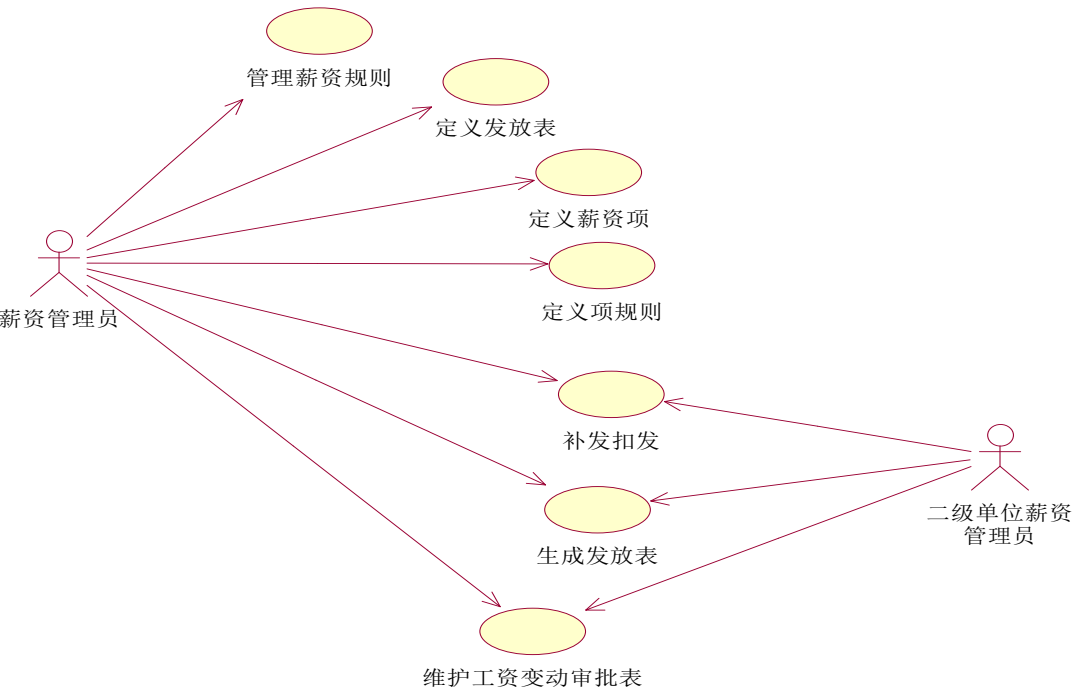 管理薪资规则
定义发放表
定义薪资项
定义项规则
薪资管理员
补发扣发
二级单位薪资
管理员
生成发放表
维护工资变动审批表